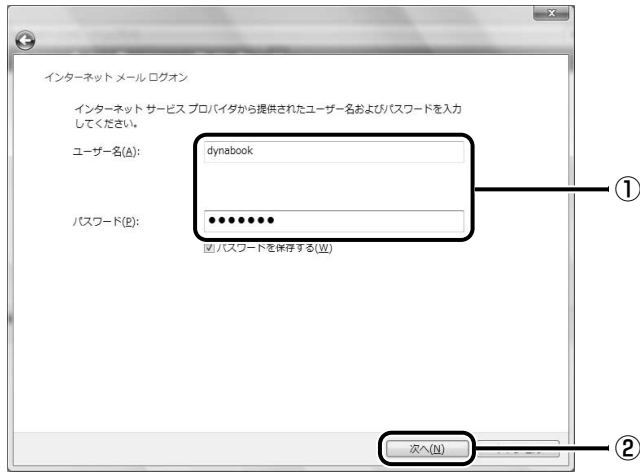 インターネット メール ログオン
インターネット サービス プロバイダから提供されたユーザー名およびパスワードを入力
してください。
ユーザー名(A):
dynabook
①
パスワード(P):
●●●●●●●
パスワードを保存する(W)
次へ(N)
②